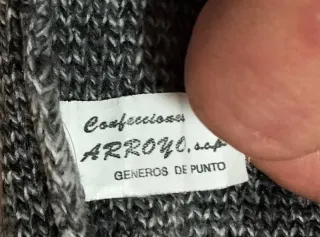 Confecciones
ARROYO, s.c.p.
GENEROS DE PUNTO